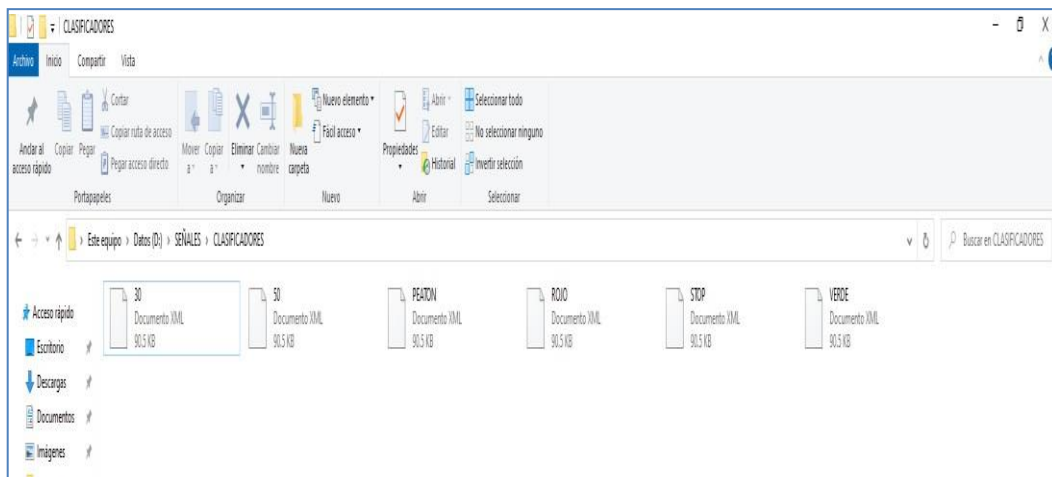 CLASIFICADORES
Archivo Inicio Compartir Vista
Andar al acceso rápido
Copiar
Pegar
Cortar
Copiar ruta de acceso
Pegar acceso directo
Portapapeles
Mover a
Copiar a
Eliminar
Cambiar nombre
Organizar
Nueva carpeta
Nuevo elemento
Fácil acceso
Nuevo
Propiedades
Abrir
Editar
Historial
Abrir
Seleccionar todo
No seleccionar ninguno
Invertir selección
Seleccionar
Este equipo > Datos (D:) > SEÑALES > CLASIFICADORES
Buscar en CLASIFICADORES
Acceso rápido
Escritorio
Descargas
Documentos
Imágenes
30
Documento XML
90.5 KB
50
Documento XML
90.5 KB
PEATON
Documento XML
90.5 KB
ROJO
Documento XML
90.5 KB
STOP
Documento XML
90.5 KB
VERDE
Documento XML
90.5 KB